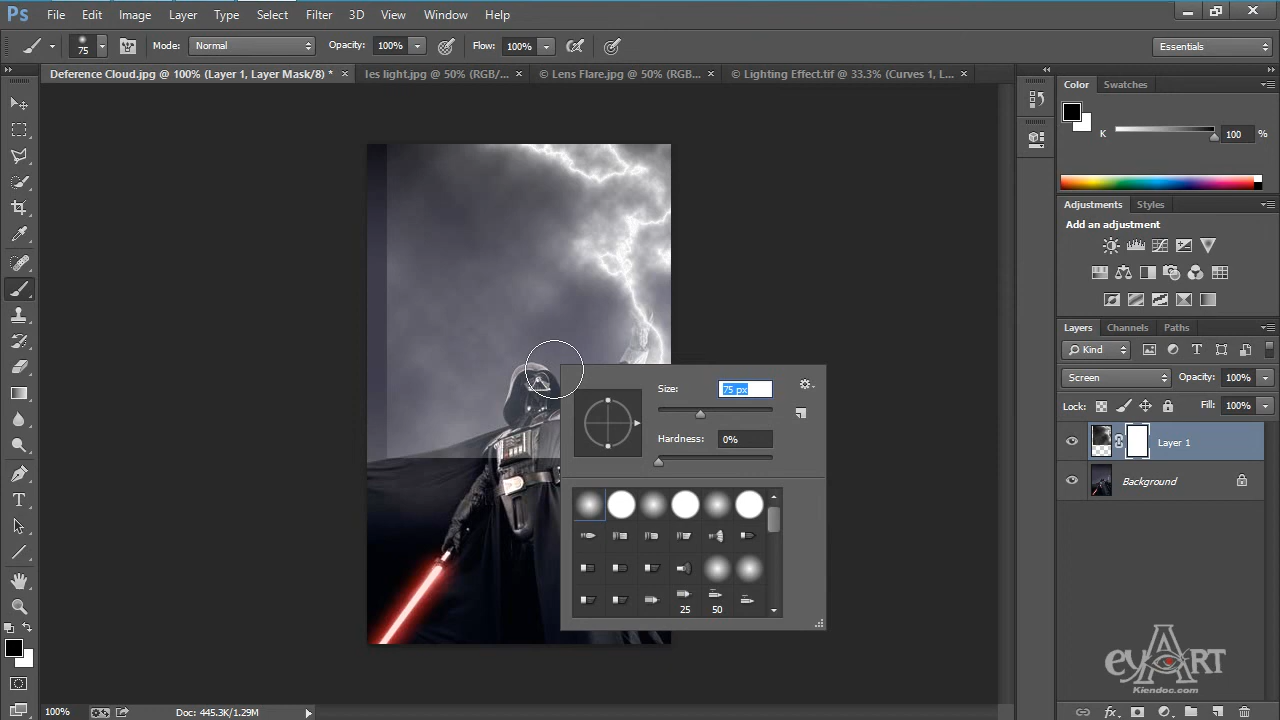 Ps File Edit Image Layer Type Select Filter 3D View Window Help
75 Mode: Normal Opacity: 100% Flow: 100% Essentials
Deference Cloud.jpg @ 100% (Layer 1, Layer Mask/8) * × Ies light.jpg @ 50% (RGB/... × © Lens Flare.jpg @ 50% (RGB... × © Lighting Effect.tif @ 33.3% (Curves 1, L... ×
Color Swatches
K 100 %
Adjustments Styles
Add an adjustment
Layers Channels Paths
Kind
Screen Opacity: 100%
Lock: Fill: 100%
Layer 1
Background
Size: 75 px
Hardness: 0%
25 50
eyART
Kiendoc.com
100% Doc: 445.3K/1.29M